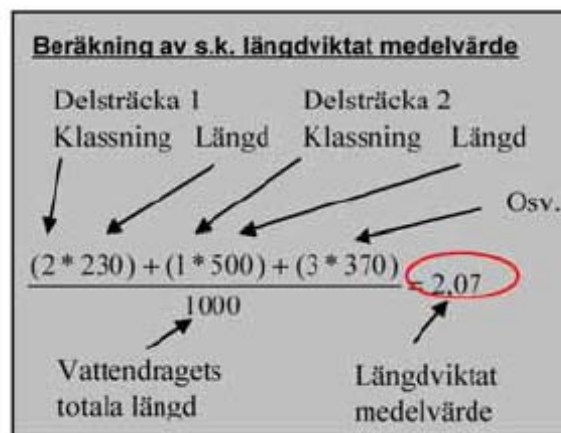 Beräkning av s.k. längdviktat medelvärde
Delsträcka 1 Delsträcka 2
Klassning Längd Klassning Längd
Osv.
(2 * 230) + (1 * 500) + (3 * 370)
= 2,07
1000
Vattendragets Längdviktat
totala längd medelvärde